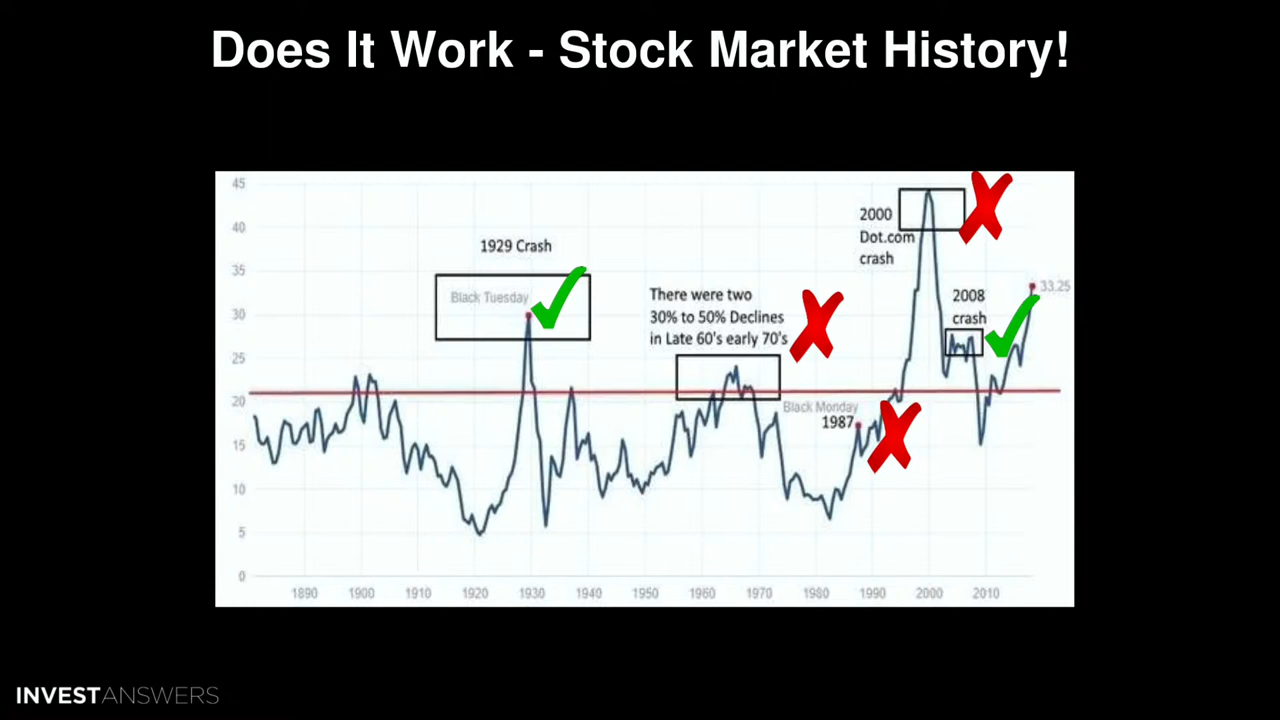 Does It Work - Stock Market History!
45
40
35
30
25
20
15
10
5
0
1929 Crash
Black Tuesday
There were two
30% to 50% Declines
in Late 60's early 70's
Black Monday
1987
2000
Dot.com
crash
2008
crash
33.25
1890 1900 1910 1920 1930 1940 1950 1960 1970 1980 1990 2000 2010
INVESTANSWERS